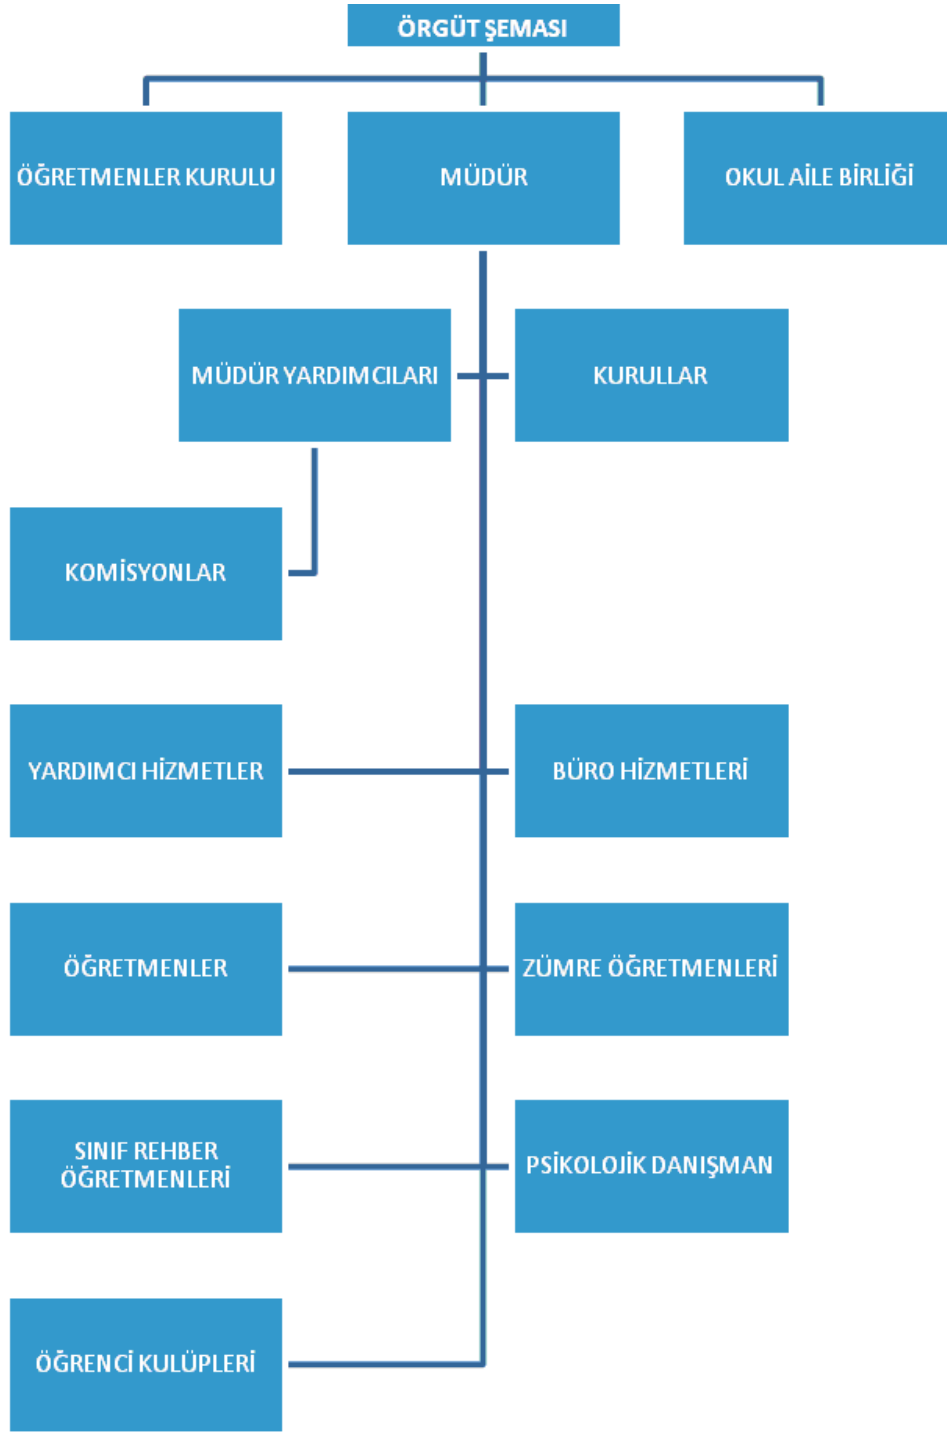 ÖRGÜT ŞEMASI
ÖĞRETMENLER KURULU
MÜDÜR
OKUL AİLE BİRLİĞİ
MÜDÜR YARDIMCILARI
KURULLAR
KOMİSYONLAR
YARDIMCI HİZMETLER
BÜRO HİZMETLERİ
ÖĞRETMENLER
ZÜMRE ÖĞRETMENLERİ
SINIF REHBER
ÖĞRETMENLERİ
PSİKOLOJİK DANIŞMAN
ÖĞRENCİ KULÜPLERİ